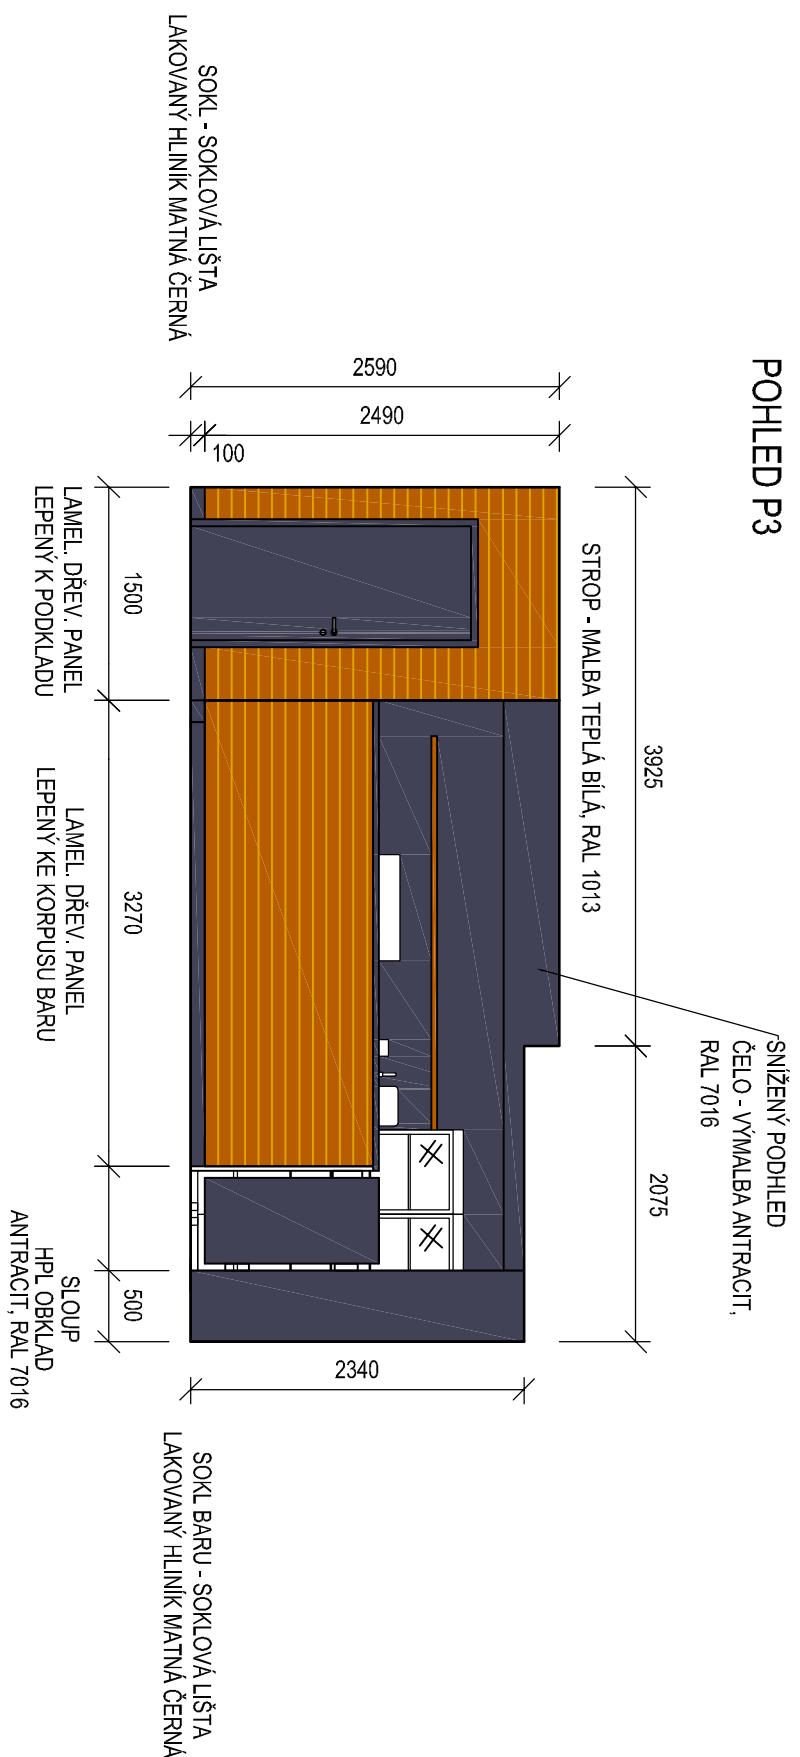 POHLED P3
SNÍŽENÝ PODHLED
ČELO - VÝMALBA ANTRACIT,
RAL 7016
3925
2075
STROP - MALBA TEPLÁ BÍLÁ, RAL 1013
2590
2490
100
2340
SOKL - SOKLOVÁ LIŠTA
LAKOVANÝ HLINÍK MATNÁ ČERNÁ
SOKL BARU - SOKLOVÁ LIŠTA
LAKOVANÝ HLINÍK MATNÁ ČERNÁ
1500
3270
500
LAMEL. DŘEV. PANEL
LEPENÝ K PODKLADU
LAMEL. DŘEV. PANEL
LEPENÝ KE KORPUSU BARU
SLOUP
HPL OBKLAD
ANTRACIT, RAL 7016